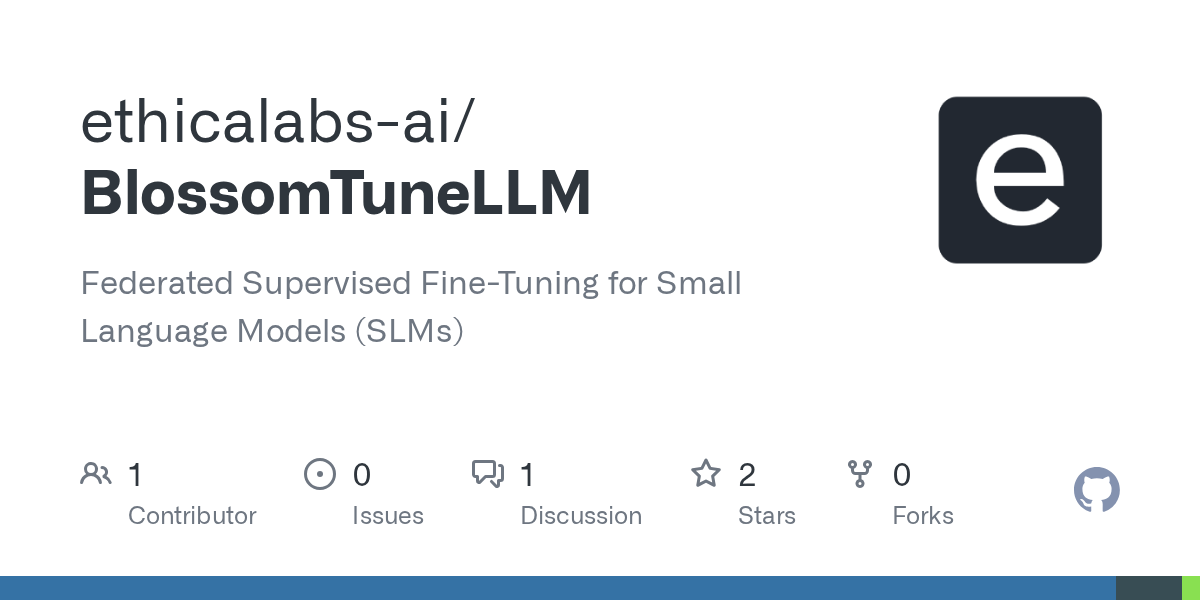 ethicalabs-ai/
BlossomTuneLLM
e
Federated Supervised Fine-Tuning for Small
Language Models (SLMs)
1 0 1 2 0
Contributor Issues Discussion Stars Forks